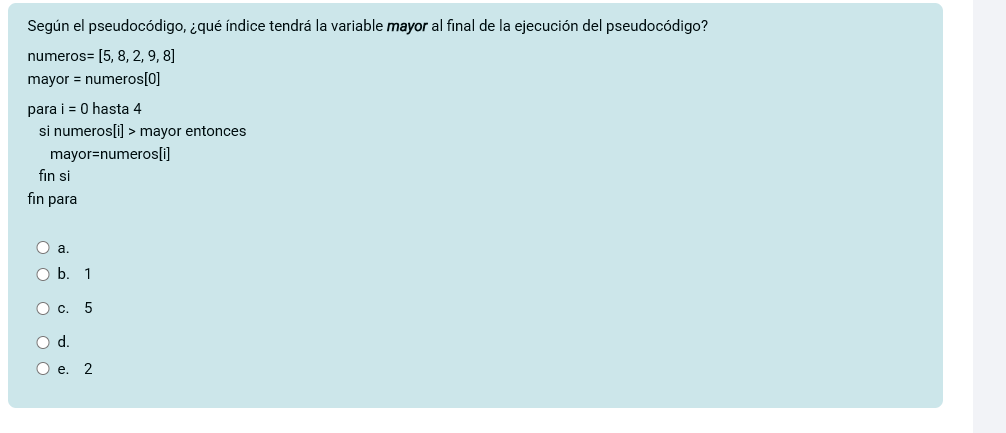 Según el pseudocódigo, ¿qué índice tendrá la variable mayor al final de la ejecución del pseudocódigo?
numeros= [5, 8, 2, 9, 8]
mayor = numeros[0]
para i = 0 hasta 4
si numeros[i] > mayor entonces
mayor=numeros[i]
fin si
fin para
a.
b. 1
c. 5
d.
e. 2